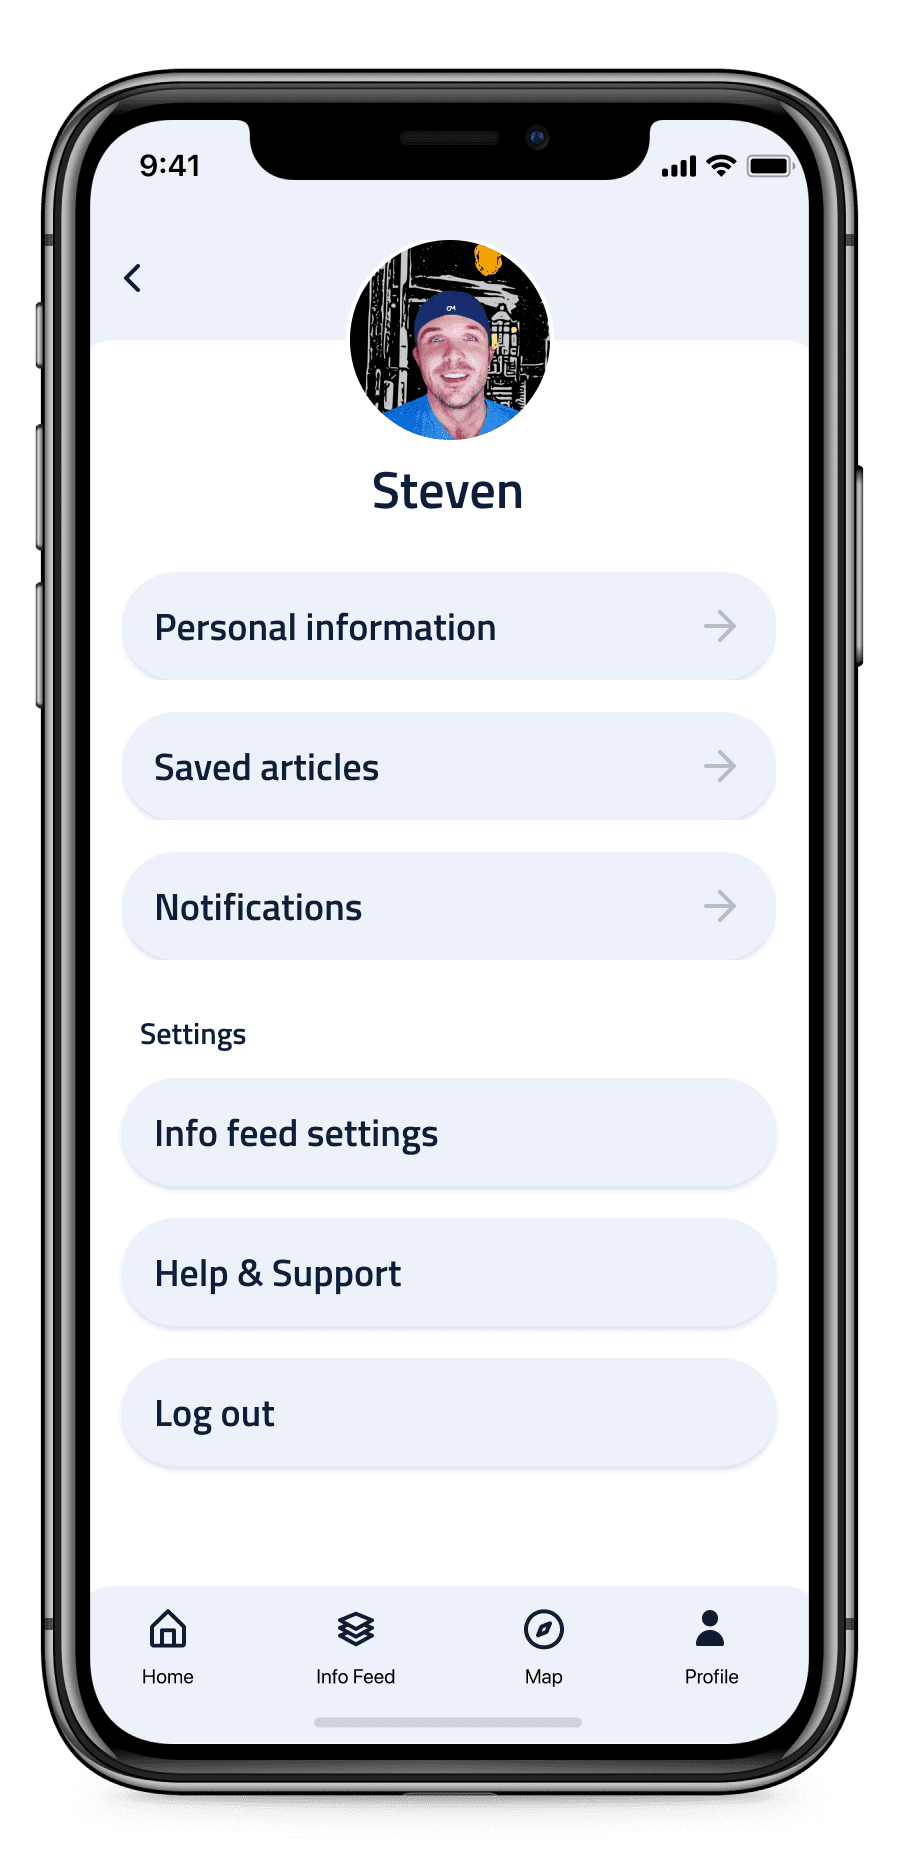 9:41
Steven
Personal information
Saved articles
Notifications
Settings
Info feed settings
Help & Support
Log out
Home Info Feed Map Profile